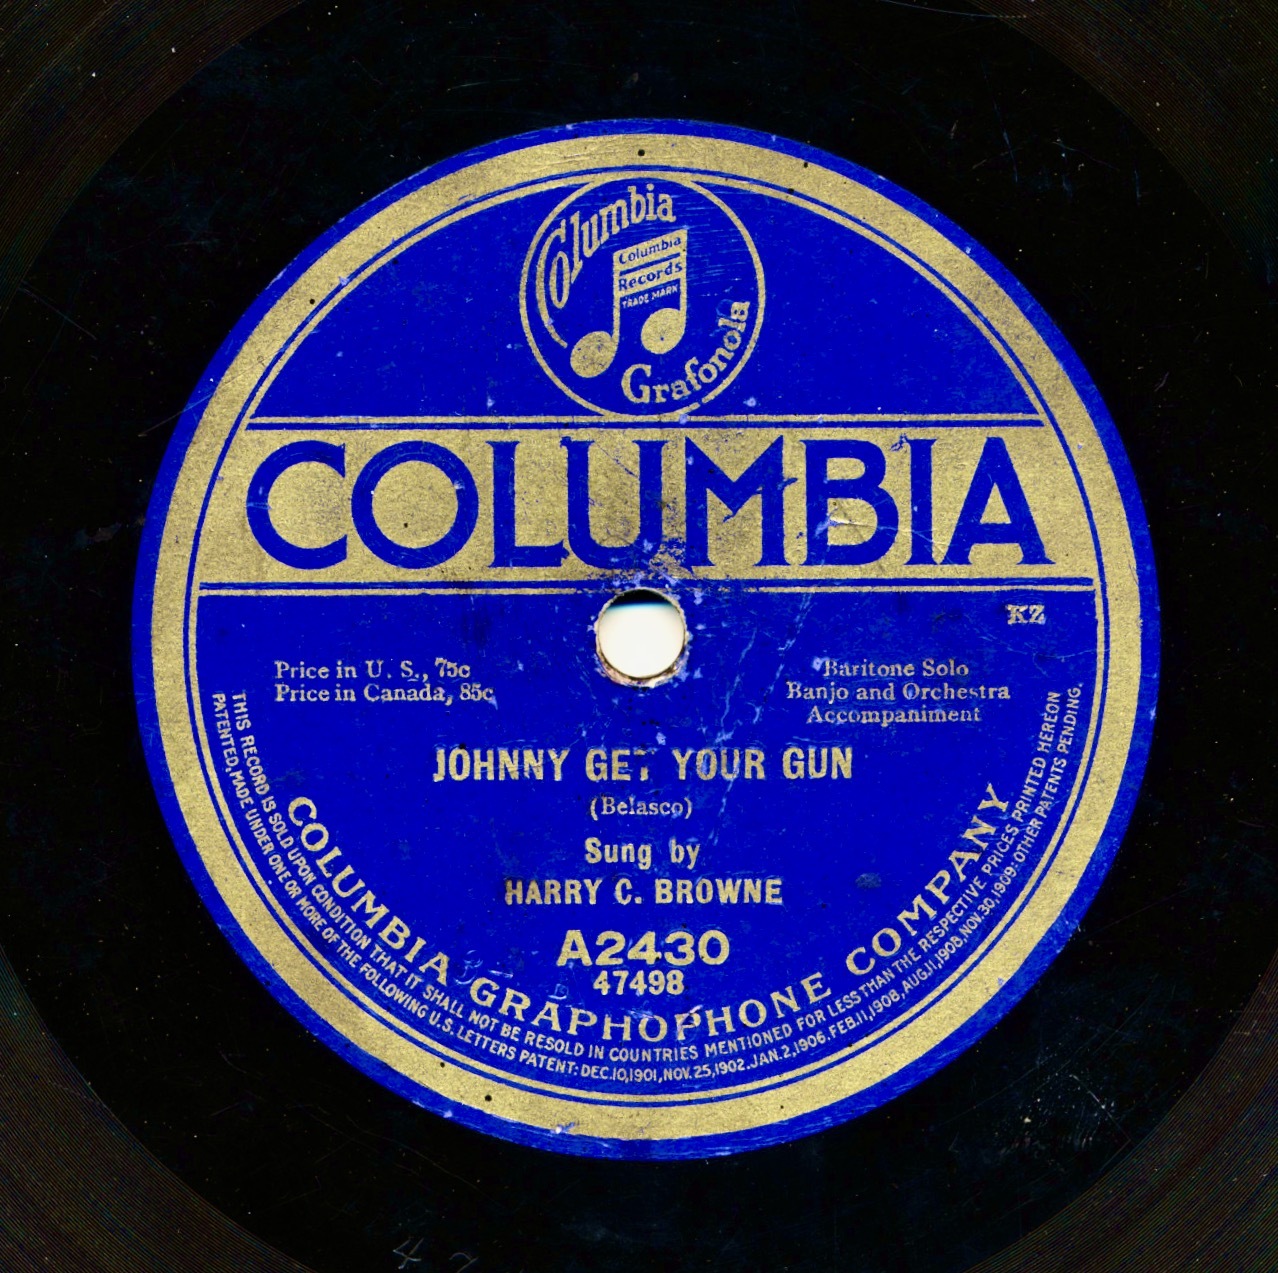 Columbia
Columbia
Records
TRADE MARK
Grafonola
COLUMBIA
KZ
Price in U. S., 75c
Price in Canada, 85c
Baritone Solo
Banjo and Orchestra
Accompaniment
JOHNNY GET YOUR GUN
(Belasco)
Sung by
HARRY C. BROWNE
A2430
47498
COLUMBIA GRAPHOPHONE COMPANY
THIS RECORD IS SOLD UPON CONDITION THAT IT SHALL NOT BE RESOLD IN COUNTRIES MENTIONED FOR LESS THAN THE RESPECTIVE PRICES PRINTED HEREON
PATENTED, MADE UNDER ONE OR MORE OF THE FOLLOWING U.S. LETTERS PATENT: DEC. 10, 1901, NOV. 25, 1902. JAN. 2, 1906. FEB. 11, 1908, AUG. 11, 1908, NOV. 30, 1909: OTHER PATENTS PENDING.